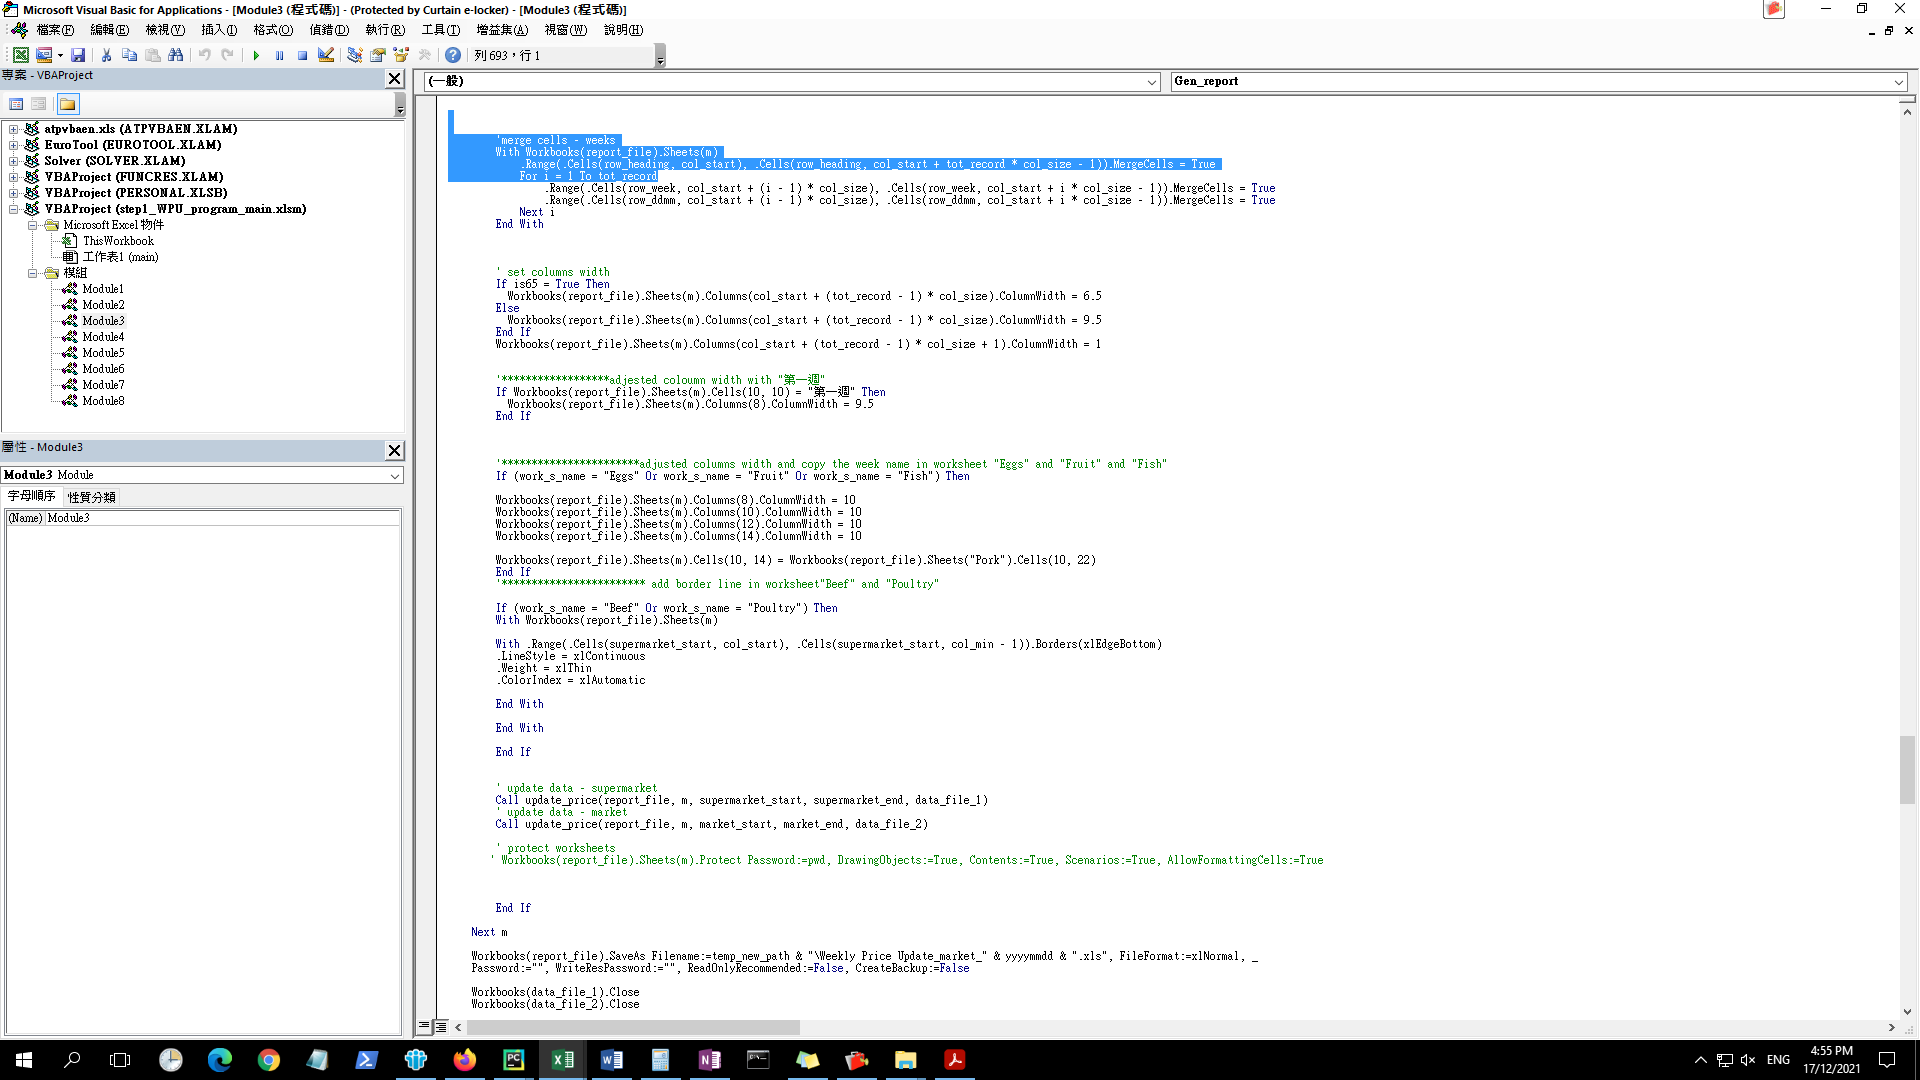 Microsoft Visual Basic for Applications - [Module3 (程式碼)] - (Protected by Curtain e-locker) - [Module3 (程式碼)]
檔案(F) 編輯(E) 檢視(V) 插入(I) 格式(O) 偵錯(D) 執行(R) 工具(T) 增益集(A) 視窗(W) 說明(H)
列 693，行 1
專案 - VBAProject
atpvbaen.xls (ATPVBAEN.XLAM)
EuroTool (EUROTOOL.XLAM)
Solver (SOLVER.XLAM)
VBAProject (FUNCRES.XLAM)
VBAProject (PERSONAL.XLSB)
VBAProject (step1_WPU_program_main.xlsm)
Microsoft Excel 物件
ThisWorkbook
工作表1 (main)
模組
Module1
Module2
Module3
Module4
Module5
Module6
Module7
Module8
屬性 - Module3
Module3 Module
字母順序 性質分類
(Name) Module3
(一般)
Gen_report
'merge cells - weeks
With Workbooks(report_file).Sheets(m)
.Range(.Cells(row_heading, col_start), .Cells(row_heading, col_start + tot_record * col_size - 1)).MergeCells = True
For i = 1 To tot_record
.Range(.Cells(row_week, col_start + (i - 1) * col_size), .Cells(row_week, col_start + i * col_size - 1)).MergeCells = True
.Range(.Cells(row_ddmm, col_start + (i - 1) * col_size), .Cells(row_ddmm, col_start + i * col_size - 1)).MergeCells = True
Next i
End With
' set columns width
If is65 = True Then
Workbooks(report_file).Sheets(m).Columns(col_start + (tot_record - 1) * col_size).ColumnWidth = 6.5
Else
Workbooks(report_file).Sheets(m).Columns(col_start + (tot_record - 1) * col_size).ColumnWidth = 9.5
End If
Workbooks(report_file).Sheets(m).Columns(col_start + (tot_record - 1) * col_size + 1).ColumnWidth = 1
'******************adjested coloumn width with "第一週"
If Workbooks(report_file).Sheets(m).Cells(10, 10) = "第一週" Then
Workbooks(report_file).Sheets(m).Columns(8).ColumnWidth = 9.5
End If
'***********************adjusted columns width and copy the week name in worksheet "Eggs" and "Fruit" and "Fish"
If (work_s_name = "Eggs" Or work_s_name = "Fruit" Or work_s_name = "Fish") Then
Workbooks(report_file).Sheets(m).Columns(8).ColumnWidth = 10
Workbooks(report_file).Sheets(m).Columns(10).ColumnWidth = 10
Workbooks(report_file).Sheets(m).Columns(12).ColumnWidth = 10
Workbooks(report_file).Sheets(m).Columns(14).ColumnWidth = 10
Workbooks(report_file).Sheets(m).Cells(10, 14) = Workbooks(report_file).Sheets("Pork").Cells(10, 22)
End If
'************************ add border line in worksheet"Beef" and "Poultry"
If (work_s_name = "Beef" Or work_s_name = "Poultry") Then
With Workbooks(report_file).Sheets(m)
With .Range(.Cells(supermarket_start, col_start), .Cells(supermarket_start, col_min - 1)).Borders(xlEdgeBottom)
.LineStyle = xlContinuous
.Weight = xlThin
.ColorIndex = xlAutomatic
End With
End With
End If
' update data - supermarket
Call update_price(report_file, m, supermarket_start, supermarket_end, data_file_1)
' update data - market
Call update_price(report_file, m, market_start, market_end, data_file_2)
' protect worksheets
' Workbooks(report_file).Sheets(m).Protect Password:=pwd, DrawingObjects:=True, Contents:=True, Scenarios:=True, AllowFormattingCells:=True
End If
Next m
Workbooks(report_file).SaveAs Filename:=temp_new_path & "\Weekly Price Update_market_" & yyyymmdd & ".xls", FileFormat:=xlNormal, _
Password:="", WriteResPassword:="", ReadOnlyRecommended:=False, CreateBackup:=False
Workbooks(data_file_1).Close
Workbooks(data_file_2).Close
ENG
4:55 PM
17/12/2021